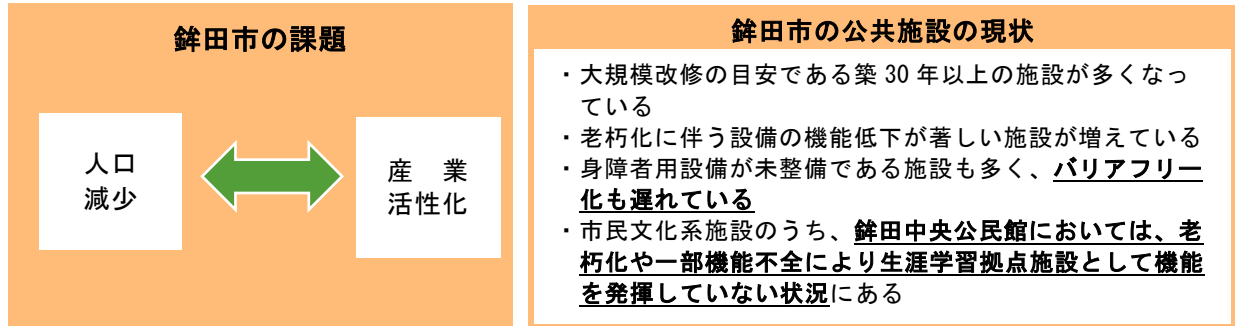 鉾田市の課題
人口
減少
産　業
活性化
鉾田市の公共施設の現状
・大規模改修の目安である築 30 年以上の施設が多くなっ
ている
・老朽化に伴う設備の機能低下が著しい施設が増えている
・身障者用設備が未整備である施設も多く、バリアフリー
化も遅れている
・市民文化系施設のうち、鉾田中央公民館においては、老
朽化や一部機能不全により生涯学習拠点施設として機能
を発揮していない状況にある